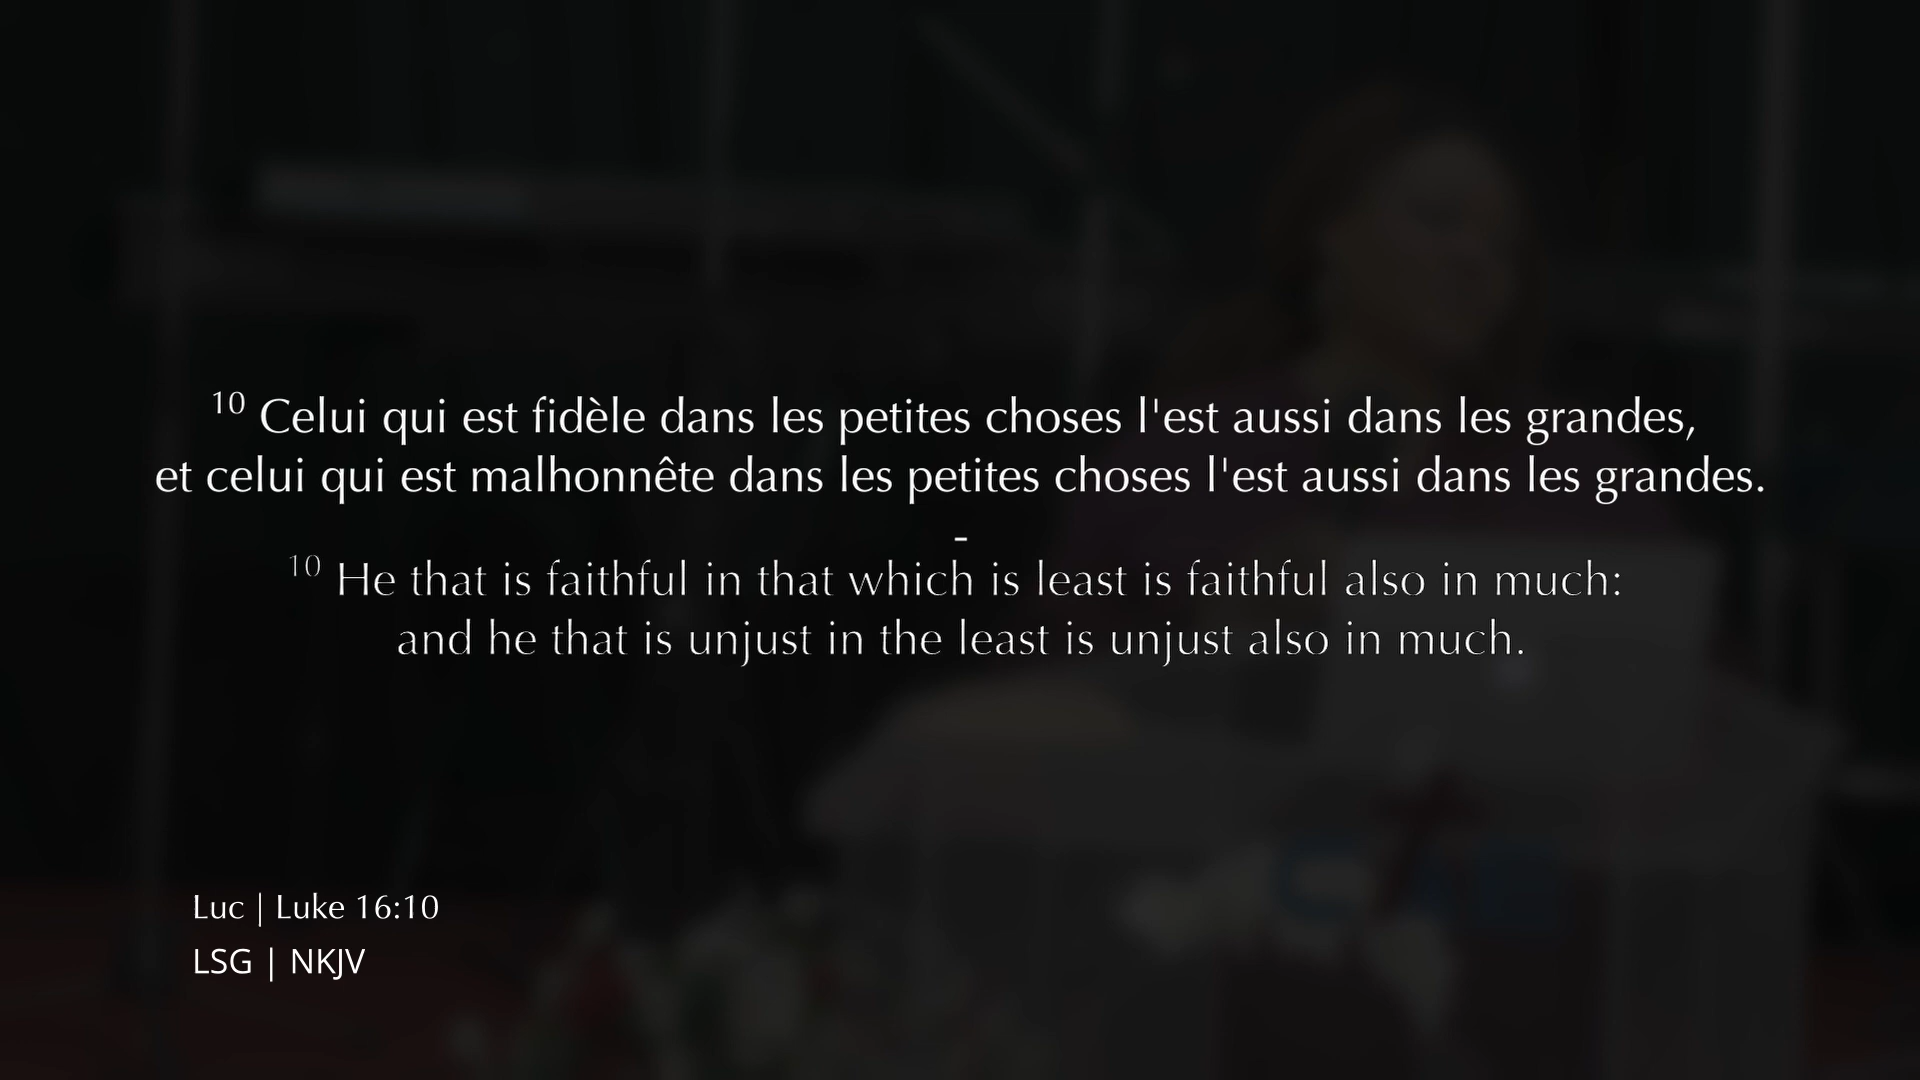 10 Celui qui est fidèle dans les petites choses l'est aussi dans les grandes,
et celui qui est malhonnête dans les petites choses l'est aussi dans les grandes.
-
10 He that is faithful in that which is least is faithful also in much:
and he that is unjust in the least is unjust also in much.
Luc | Luke 16:10
LSG | NKJV